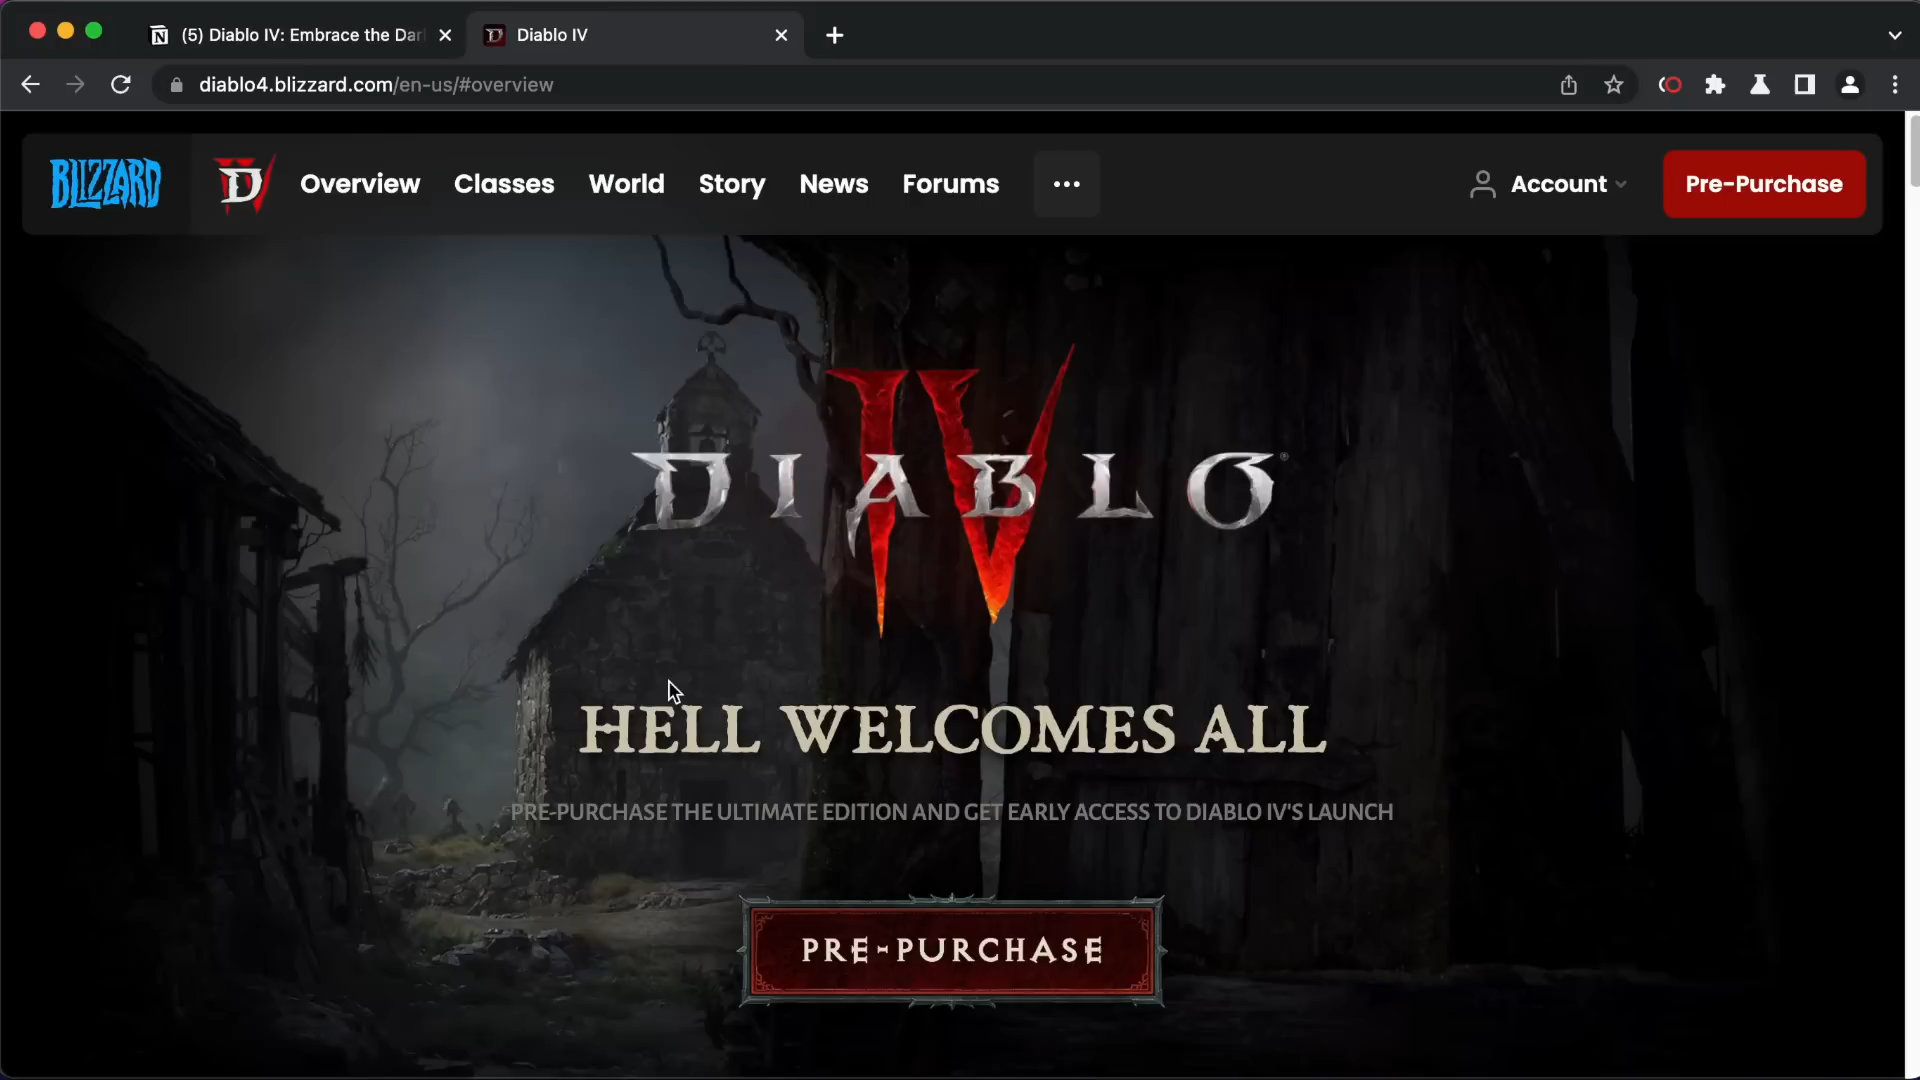 (5) Diablo IV: Embrace the Dar
Diablo IV
diablo4.blizzard.com/en-us/#overview
BLIZZARD
Overview
Classes
World
Story
News
Forums
Account
Pre-Purchase
DIABLO IV
HELL WELCOMES ALL
PRE-PURCHASE THE ULTIMATE EDITION AND GET EARLY ACCESS TO DIABLO IV'S LAUNCH
PRE-PURCHASE